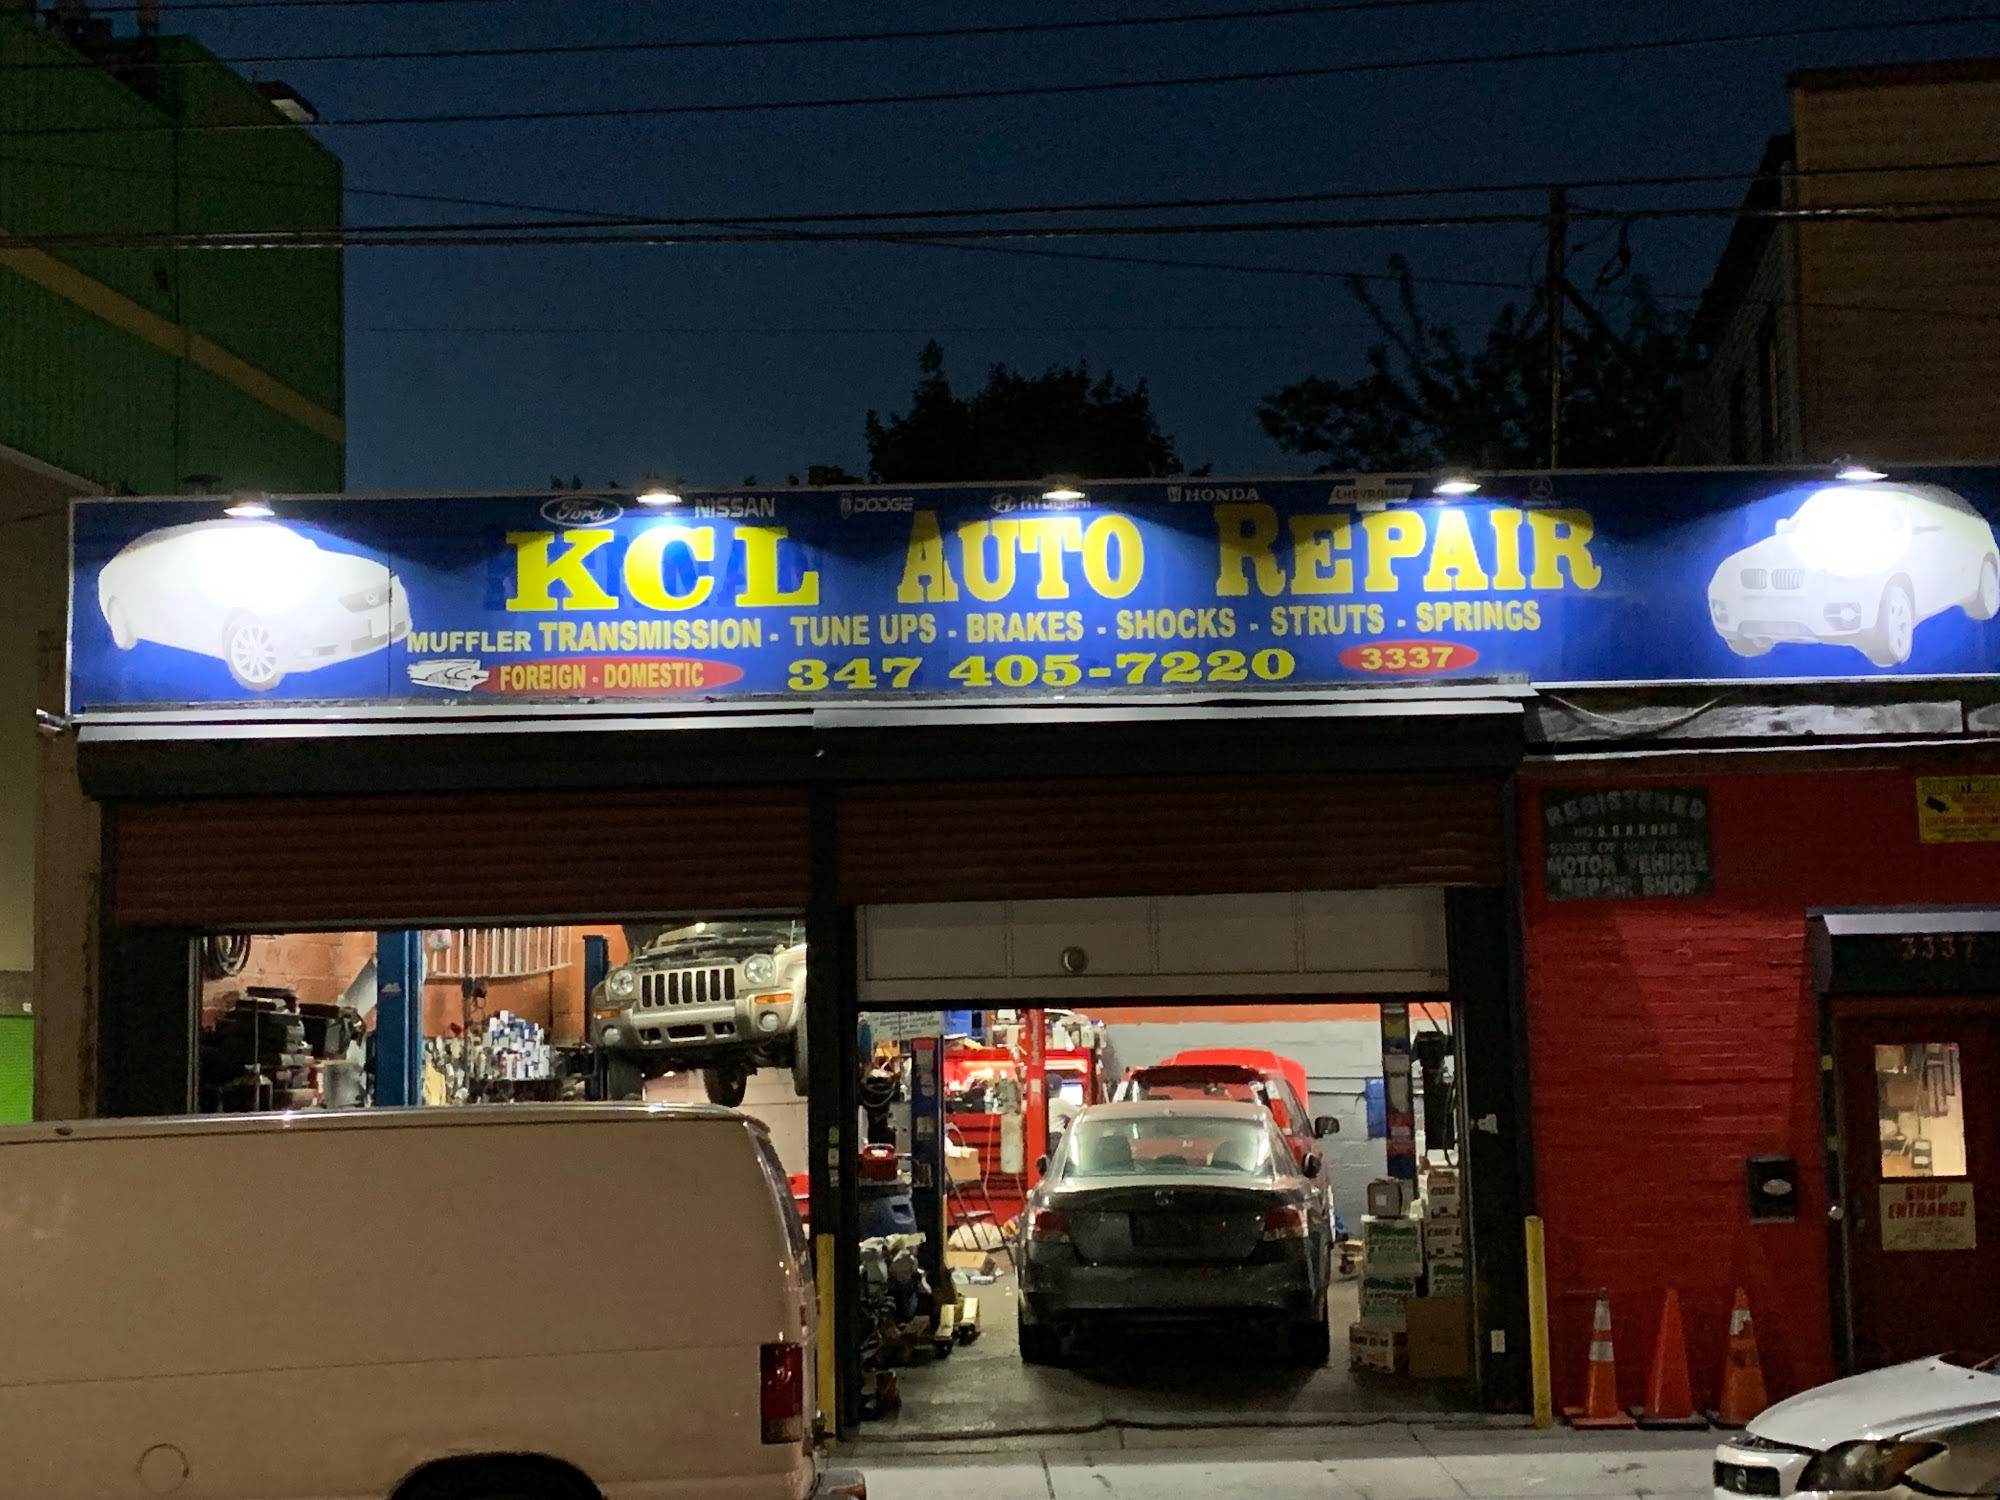 Ford NISSAN DODGE HYUNDAI HONDA CHEVROLET
KCL AUTO REPAIR
MUFFLER TRANSMISSION - TUNE UPS - BRAKES - SHOCKS - STRUTS - SPRINGS
FOREIGN - DOMESTIC 347 405-7220 3337
REGISTERED
STATE OF NEW YORK
MOTOR VEHICLE
REPAIR SHOP
3337
SHOP
ENTRANCE